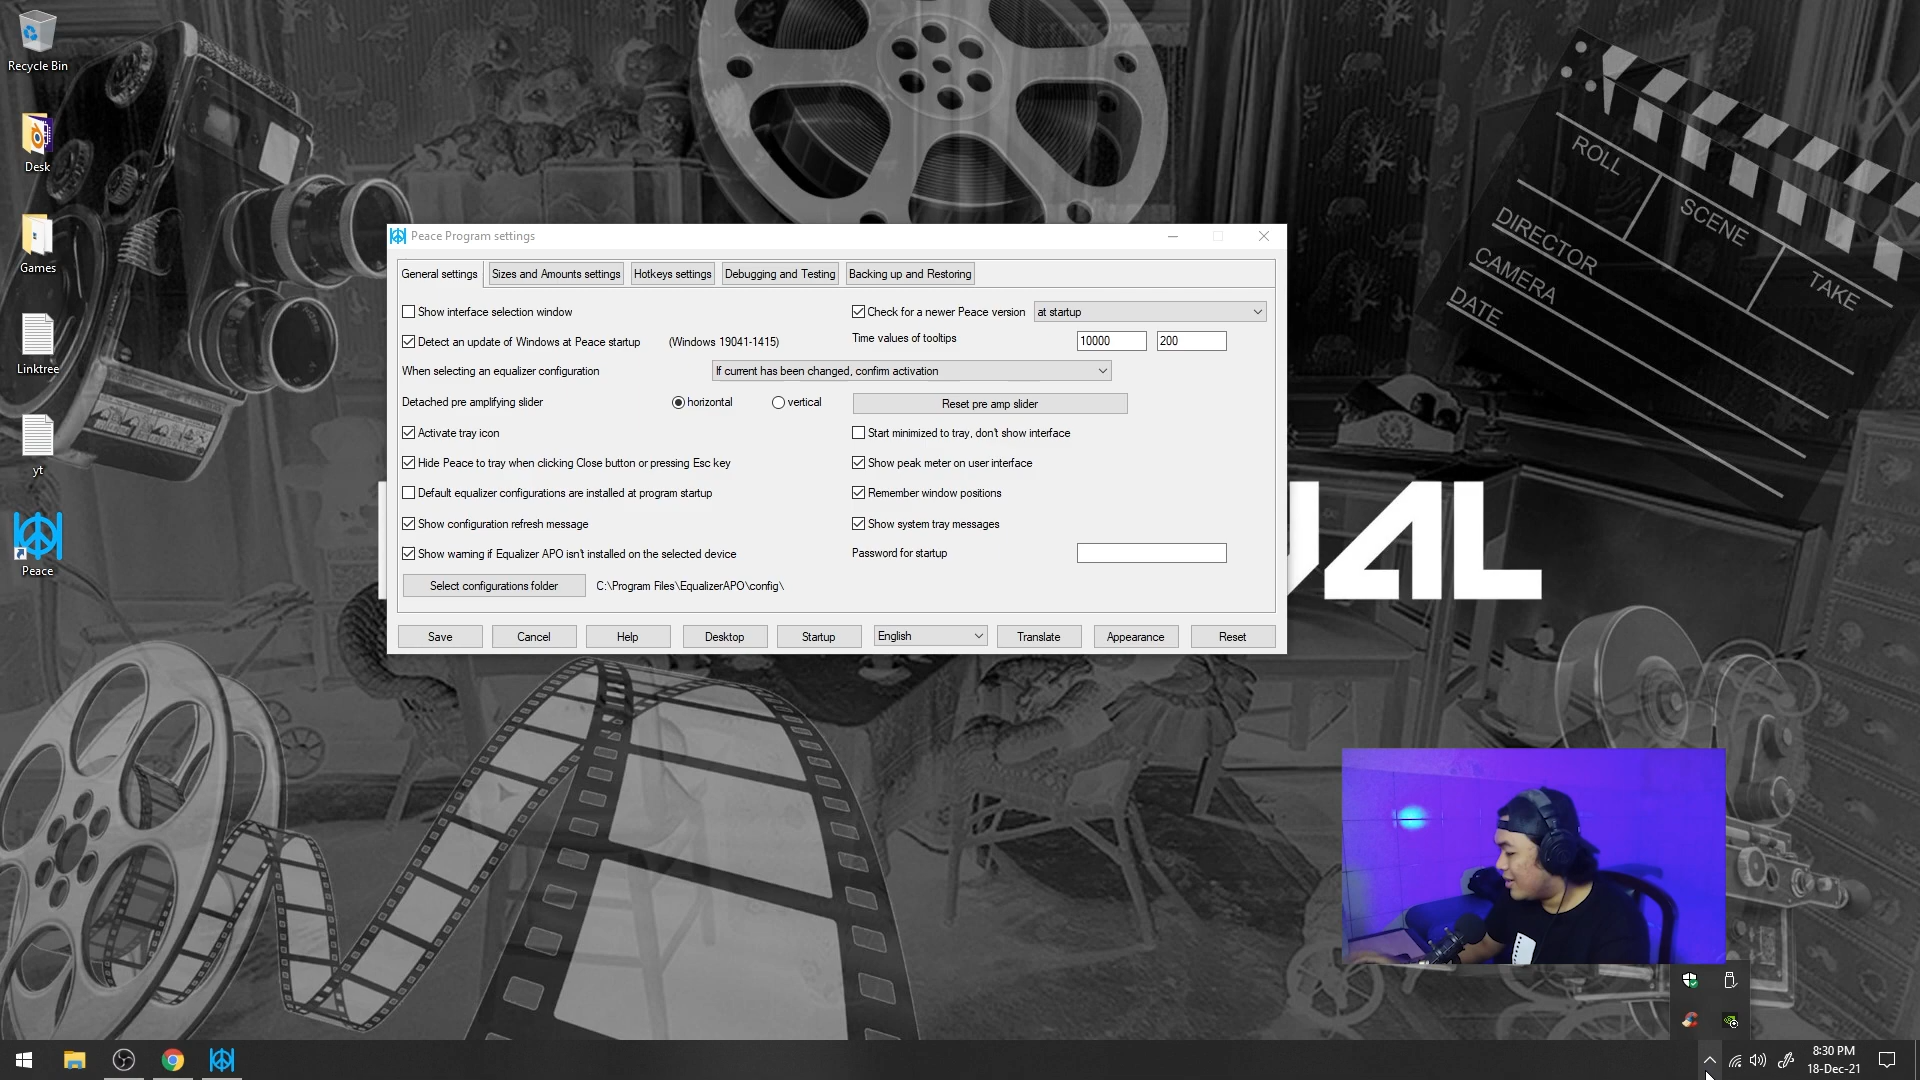 Recycle Bin
Desk
Games
Linktree
yt
Peace
ROLL
SCENE
TAKE
DIRECTOR
CAMERA
DATE
Peace Program settings
General settings
Sizes and Amounts settings
Hotkeys settings
Debugging and Testing
Backing up and Restoring
Show interface selection window
Check for a newer Peace version
at startup
Detect an update of Windows at Peace startup
(Windows 19041-1415)
Time values of tooltips
10000
200
When selecting an equalizer configuration
If current has been changed, confirm activation
Detached pre amplifying slider
horizontal
vertical
Reset pre amp slider
Activate tray icon
Start minimized to tray, don't show interface
Hide Peace to tray when clicking Close button or pressing Esc key
Show peak meter on user interface
Default equalizer configurations are installed at program startup
Remember window positions
Show configuration refresh message
Show system tray messages
Show warning if Equalizer APO isn't installed on the selected device
Password for startup
Select configurations folder
C:\Program Files\EqualizerAPO\config\
Save
Cancel
Help
Desktop
Startup
English
Translate
Appearance
Reset
8:30 PM
18-Dec-21